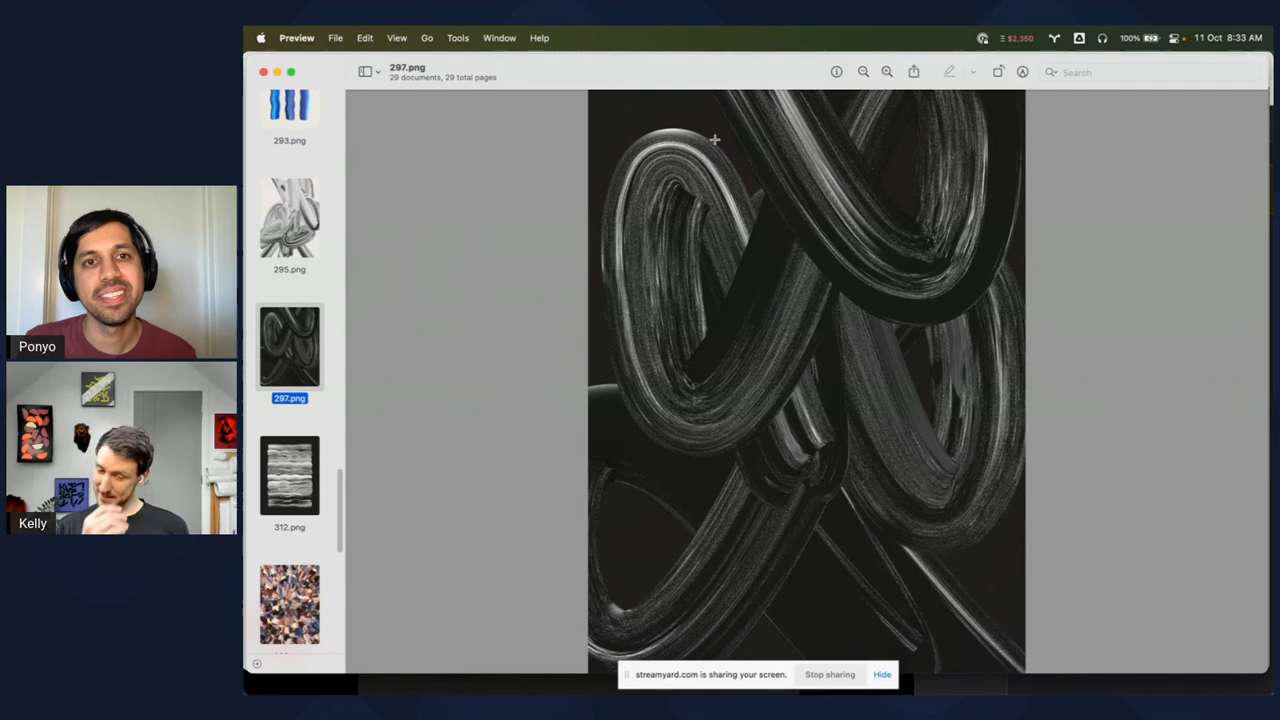 Preview File Edit View Go Tools Window Help
$2,350 100% 11 Oct 8:33 AM
297.png
29 documents, 29 total pages
Search
293.png
295.png
297.png
312.png
Ponyo
Kelly
streamyard.com is sharing your screen. Stop sharing Hide